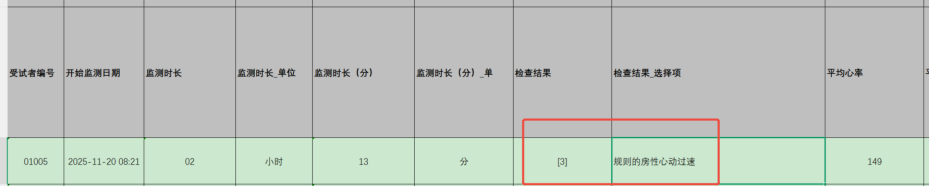 受试者编号 开始监测日期 监测时长 监测时长_单位 监测时长（分） 监测时长（分）_单 检查结果 检查结果_选择项 平均心率
01005 2025-11-20 08:21 02 小时 13 分 [3] 规则的房性心动过速 149